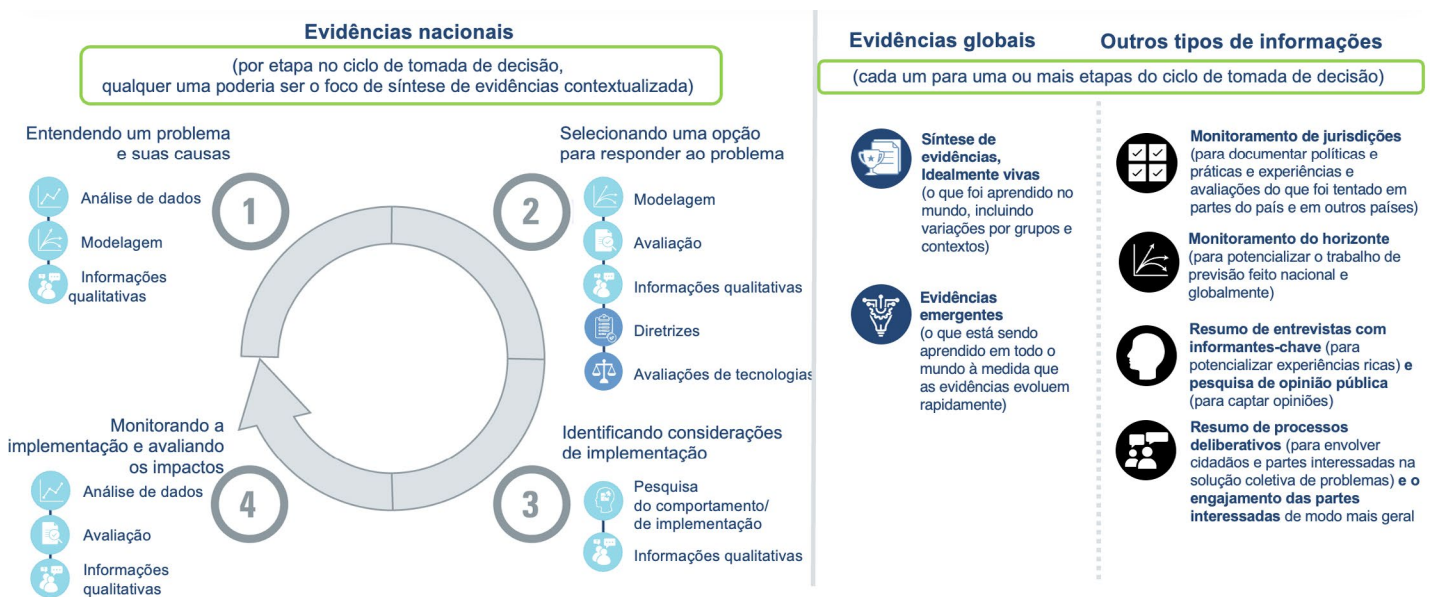 Evidências nacionais
(por etapa no ciclo de tomada de decisão,
qualquer uma poderia ser o foco de síntese de evidências contextualizada)
Entendendo um problema
e suas causas
1
Análise de dados
Modelagem
Informações
qualitativas
Selecionando uma opção
para responder ao problema
2
Modelagem
Avaliação
Informações qualitativas
Diretrizes
Avaliações de tecnologias
Identificando considerações
de implementação
3
Pesquisa
do comportamento/
de implementação
Informações qualitativas
Monitorando a
implementação e avaliando
os impactos
4
Análise de dados
Avaliação
Informações
qualitativas
Evidências globais
Outros tipos de informações
(cada um para uma ou mais etapas do ciclo de tomada de decisão)
Síntese de
evidências,
Idealmente vivas
(o que foi aprendido no
mundo, incluindo
variações por grupos e
contextos)
Evidências
emergentes
(o que está sendo
aprendido em todo o
mundo à medida que
as evidências evoluem
rapidamente)
Monitoramento de jurisdições
(para documentar políticas e
práticas e experiências e
avaliações do que foi tentado em
partes do país e em outros países)
Monitoramento do horizonte
(para potencializar o trabalho de
previsão feito nacional e
globalmente)
Resumo de entrevistas com
informantes-chave (para
potencializar experiências ricas) e
pesquisa de opinião pública
(para captar opiniões)
Resumo de processos
deliberativos (para envolver
cidadãos e partes interessadas na
solução coletiva de problemas) e o
engajamento das partes
interessadas de modo mais geral